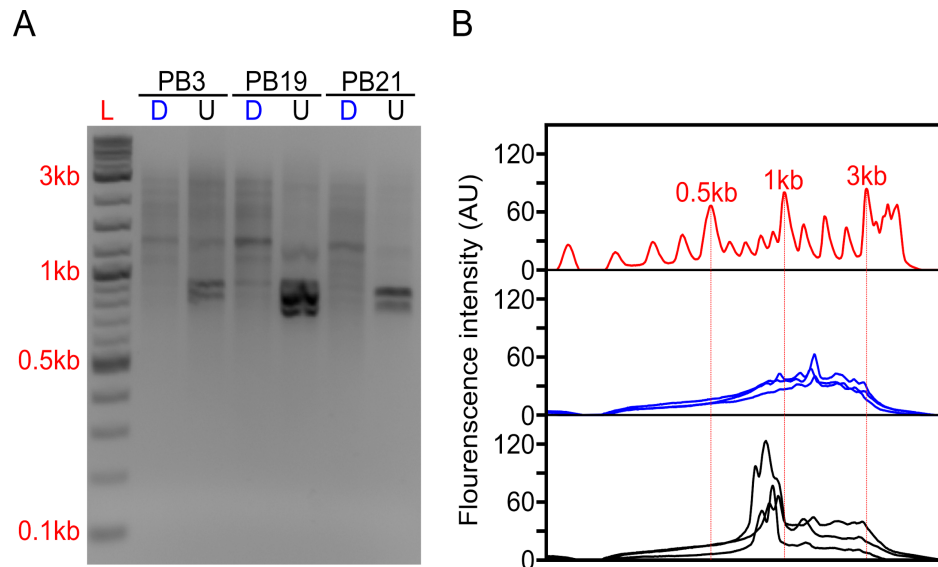 A
B
PB3 PB19 PB21
L D U D U D U
3kb
1kb
0.5kb
0.1kb
Flourenscence intensity (AU)
120
60
0
0.5kb 1kb 3kb
120
60
0
120
60
0